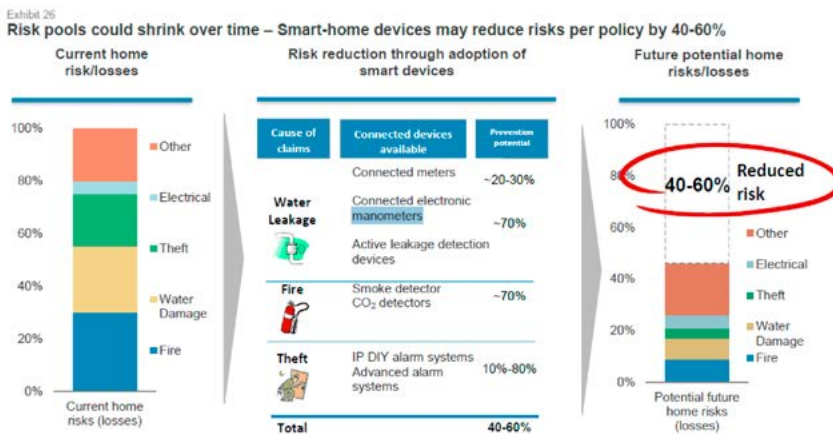 Exhibit 26
Risk pools could shrink over time – Smart-home devices may reduce risks per policy by 40-60%
Current home
risk/losses
100%
80%
60%
40%
20%
0%
Other
Electrical
Theft
Water
Damage
Fire
Current home
risks (losses)
Risk reduction through adoption of
smart devices
Cause of
claims
Connected devices
available
Prevention
potential
Water
Leakage
Connected meters
~20-30%
Connected electronic
manometers
~70%
Active leakage detection
devices
Fire
Smoke detector
CO2 detectors
~70%
Theft
IP DIY alarm systems
Advanced alarm
systems
10%-80%
Total
40-60%
Future potential home
risks/losses
100%
80%
60%
40%
20%
0%
40-60%
Reduced
risk
Other
Electrical
Theft
Water
Damage
Fire
Potential future
home risks (losses)